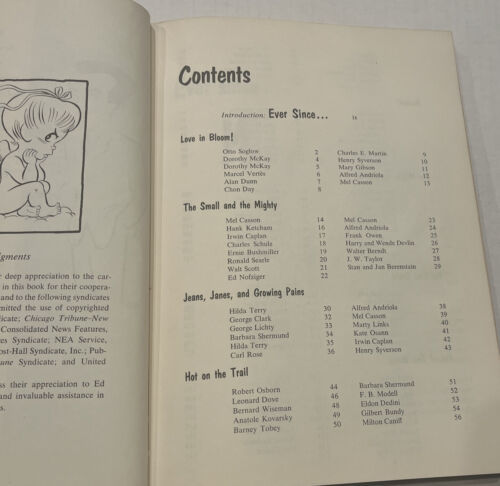 gments
e deep appreciation to the car-
in this book for their coopera-
and to the following syndicates
mitted the use of copyrighted
dicate; Chicago Tribune-New
Consolidated News Features,
es Syndicate; NEA Service,
ost-Hall Syndicate, Inc.; Pub-
ne Syndicate; and United
ss their appreciation to Ed
and invaluable assistance in
s.
Contents
Introduction. Ever Since... ix
Love in Bloom!
Otto Soglow 2
Dorothy McKay 4
Dorothy McKay 5
Marcel Vertès 6
Alan Dunn 7
Chon Day 8
Charles E. Martin 9
Henry Syverson 10
Mary Gibson 11
Alfred Andriola 12
Mel Casson 13
The Small and the Mighty
Mel Casson 14
Hank Ketcham 16
Irwin Caplan 17
Charles Schulz 18
Ernie Bushmiller 19
Ronald Searle 20
Walt Scott 21
Ed Nofziger 22
Mel Casson 23
Alfred Andriola 24
Frank Owen 25
Harry and Wende Devlin 26
Walter Berndt 27
J. W. Taylor 28
Stan and Jan Berenstain 29
Jeans, Janes, and Growing Pains
Hilda Terry 30
George Clark 32
George Lichty 33
Barbara Shermund 34
Hilda Terry 35
Carl Rose 36
Alfred Andriola 38
Mel Casson 39
Marty Links 40
Kate Osann 41
Irwin Caplan 42
Henry Syverson 43
Hot on the Trail
Robert Osborn 44
Leonard Dove 46
Bernard Wiseman 48
Anatole Kovarsky 49
Barney Tobey 50
Barbara Shermund 51
F. B. Modell 52
Eldon Dedini 53
Gilbert Bundy 54
Milton Caniff 56